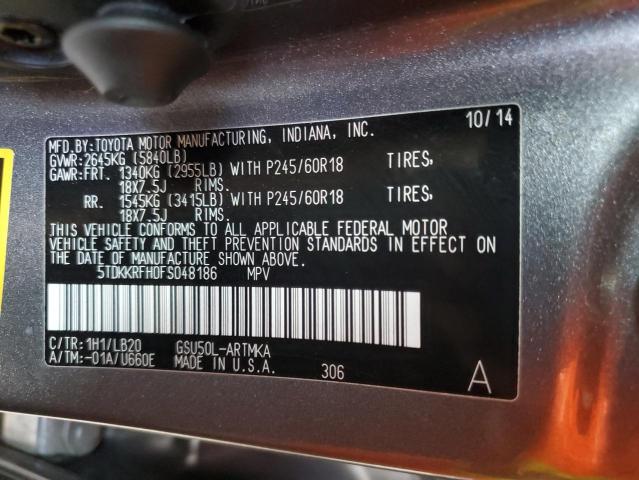 MFD.BY:TOYOTA MOTOR MANUFACTURING, INDIANA, INC. 10/14
GVWR:2645KG (5840LB)
GAWR:FRT. 1340KG (2955LB) WITH P245/60R18 TIRES,
18X7.5J RIMS.
RR. 1545KG (3415LB) WITH P245/60R18 TIRES,
18X7.5J RIMS.
THIS VEHICLE CONFORMS TO ALL APPLICABLE FEDERAL MOTOR
VEHICLE SAFETY AND THEFT PREVENTION STANDARDS IN EFFECT ON
THE DATE OF MANUFACTURE SHOWN ABOVE.
5TDKKRFH0FS048186 MPV
C/TR:1H1/LB20 GSU50L-ARTMKA
A/TM:-01A/U660E MADE IN U.S.A. 306 A